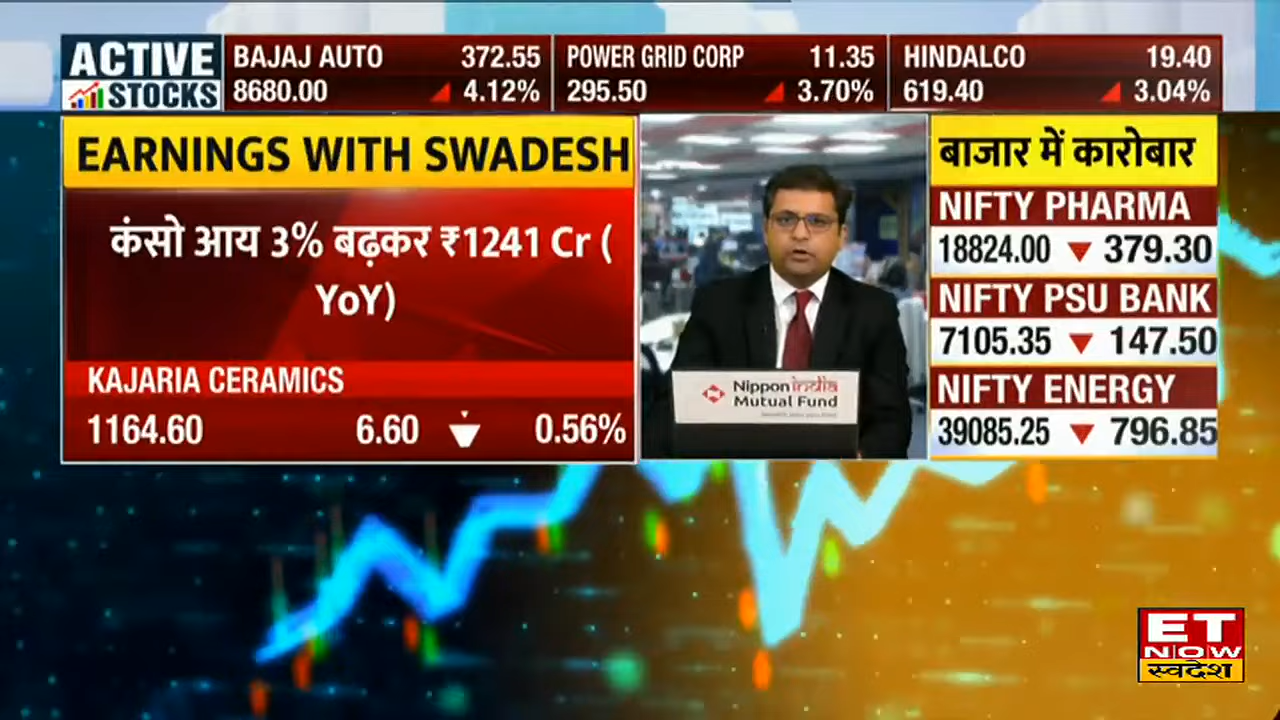 ACTIVE
STOCKS
BAJAJ AUTO 372.55
8680.00 4.12%
POWER GRID CORP 11.35
295.50 3.70%
HINDALCO 19.40
619.40 3.04%
EARNINGS WITH SWADESH
कंसो आय 3% बढ़कर ₹1241 Cr (
YoY)
KAJARIA CERAMICS
1164.60 6.60 0.56%
Nippon india
Mutual Fund
बाजार में कारोबार
NIFTY PHARMA
18824.00 379.30
NIFTY PSU BANK
7105.35 147.50
NIFTY ENERGY
39085.25 796.85
ET
NOW
स्वदेश